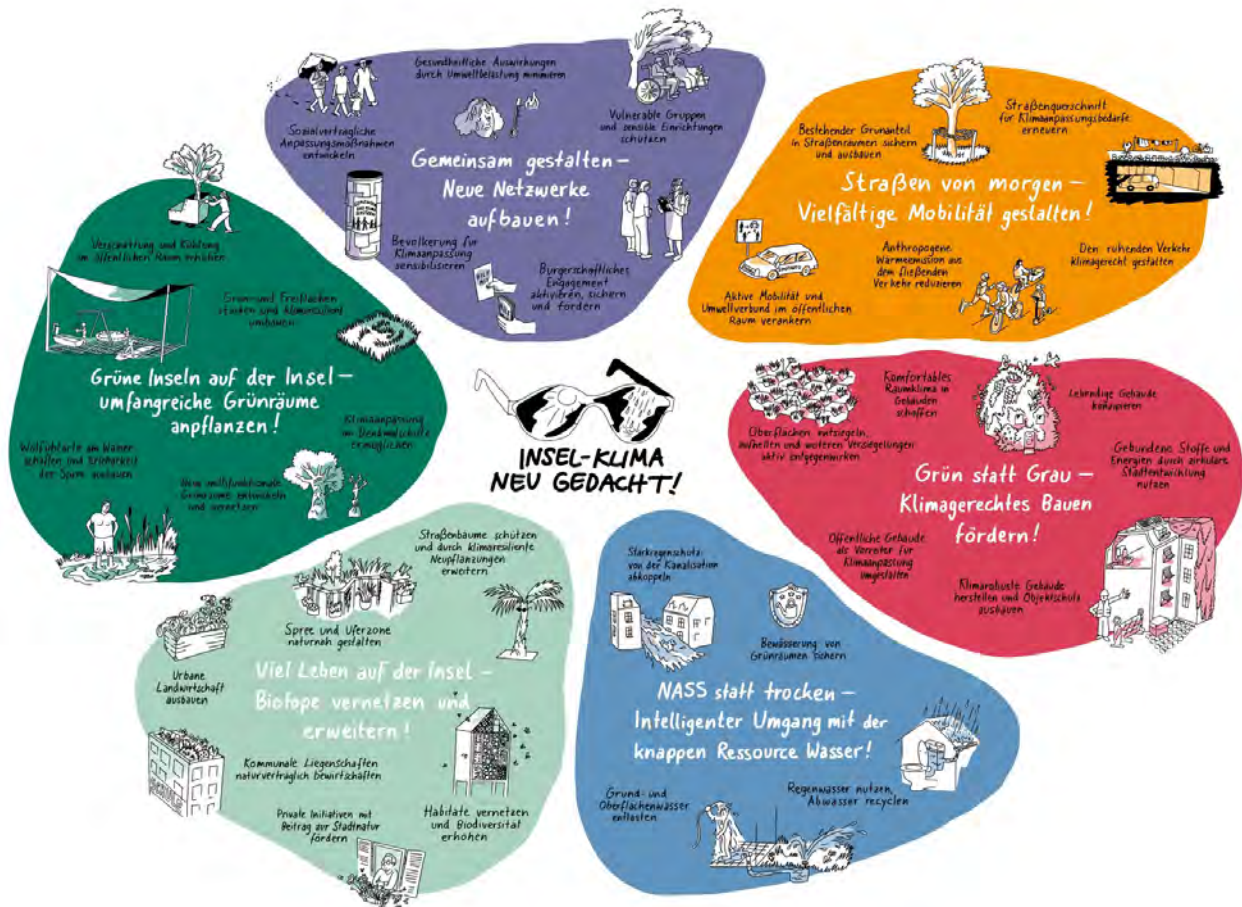 Gesundheitliche Auswirkungen
durch Umweltbelastung minimieren
Sozialverträgliche
Anpassungsmaßnahmen
entwickeln
Vulnerable Gruppen
und sensible Einrichtungen
schützen
Gemeinsam gestalten –
Neue Netzwerke
aufbauen!
Bevölkerung für
Klimaanpassung
sensibilisieren
Bürgerschaftliches
Engagement
aktivieren, sichern
und fördern
Bestehender Grünanteil
in Straßenräumen sichern
und ausbauen
Straßenquerschnitt
für Klimaanpassungsbedarfe
erneuern
Straßen von morgen –
Vielfältige Mobilität gestalten!
Aktive Mobilität und
Umweltverbund im öffentlichen
Raum verankern
Anthropogene
Wärmeemission aus
dem fließenden
Verkehr reduzieren
Den ruhenden Verkehr
klimagerecht gestalten
Verschattung und Kühlung
im öffentlichen Raum erhöhen
Grün- und Freiflächen
stärken und klimaresilient
umbauen
Grüne Inseln auf der Insel –
umfangreiche Grünräume
anpflanzen!
Klimaanpassung
im Denkmalschutz
ermöglichen
Wohlfühlorte am Wasser
schaffen und Erlebbarkeit
der Spree ausbauen
Neue multifunktionale
Grünräume entwickeln
und vernetzen
INSEL-KLIMA
NEU GEDACHT!
Komfortables
Raumklima in
Gebäuden
schaffen
Lebendige Gebäude
konzipieren
Oberflächen entsiegeln,
aufhellen und weiteren Versiegelungen
aktiv entgegenwirken
Grün statt Grau –
Klimagerechtes Bauen
fördern!
Gebundene Stoffe und
Energien durch zirkuläre
Stadtentwicklung
nutzen
Öffentliche Gebäude
als Vorreiter für
Klimaanpassung
umgestalten
Klimarobuste Gebäude
herstellen und Objektschutz
ausbauen
Straßenbäume schützen
und durch klimaresiliente
Neupflanzungen
erweitern
Spree und Uferzone
naturnah gestalten
Urbane
Landwirtschaft
ausbauen
Viel Leben auf der Insel –
Biotope vernetzen und
erweitern!
Kommunale Liegenschaften
naturverträglich bewirtschaften
SCHULE
Private Initiativen mit
Beitrag zur Stadtnatur
fördern
Habitate vernetzen
und Biodiversität
erhöhen
Starkregenschutz:
von der Kanalisation
abkoppeln
Bewässerung von
Grünräumen sichern
NASS statt trocken –
Intelligenter Umgang mit der
knappen Ressource Wasser!
Grund- und
Oberflächenwasser
entlasten
Regenwasser nutzen,
Abwasser recyclen